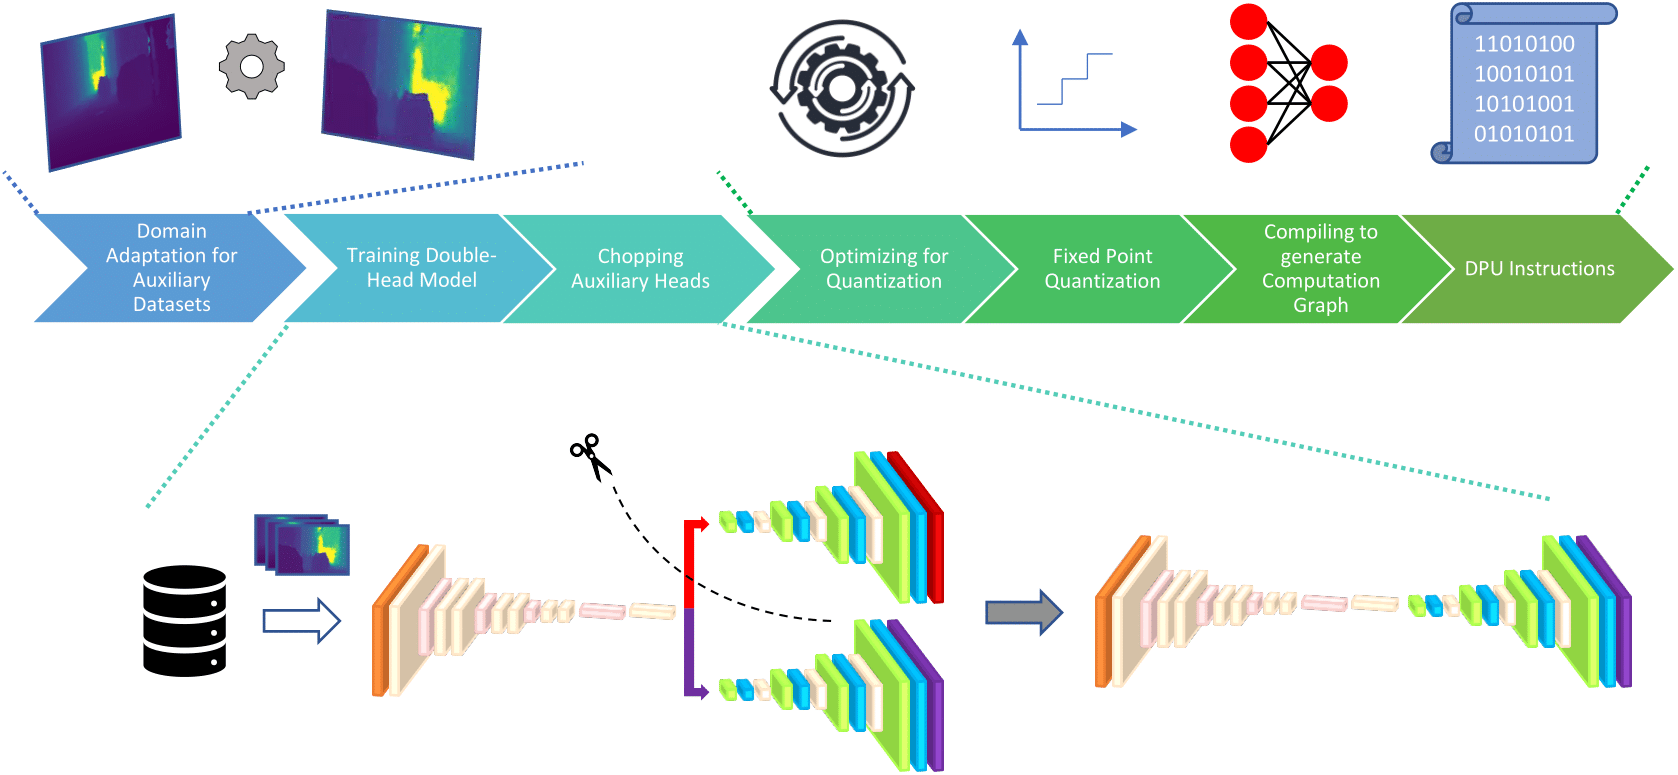 11010100
10010101
10101001
01010101
Domain
Adaptation for
Auxiliary
Datasets
Training Double-
Head Model
Chopping
Auxiliary Heads
Optimizing for
Quantization
Fixed Point
Quantization
Compiling to
generate
Computation
Graph
DPU Instructions